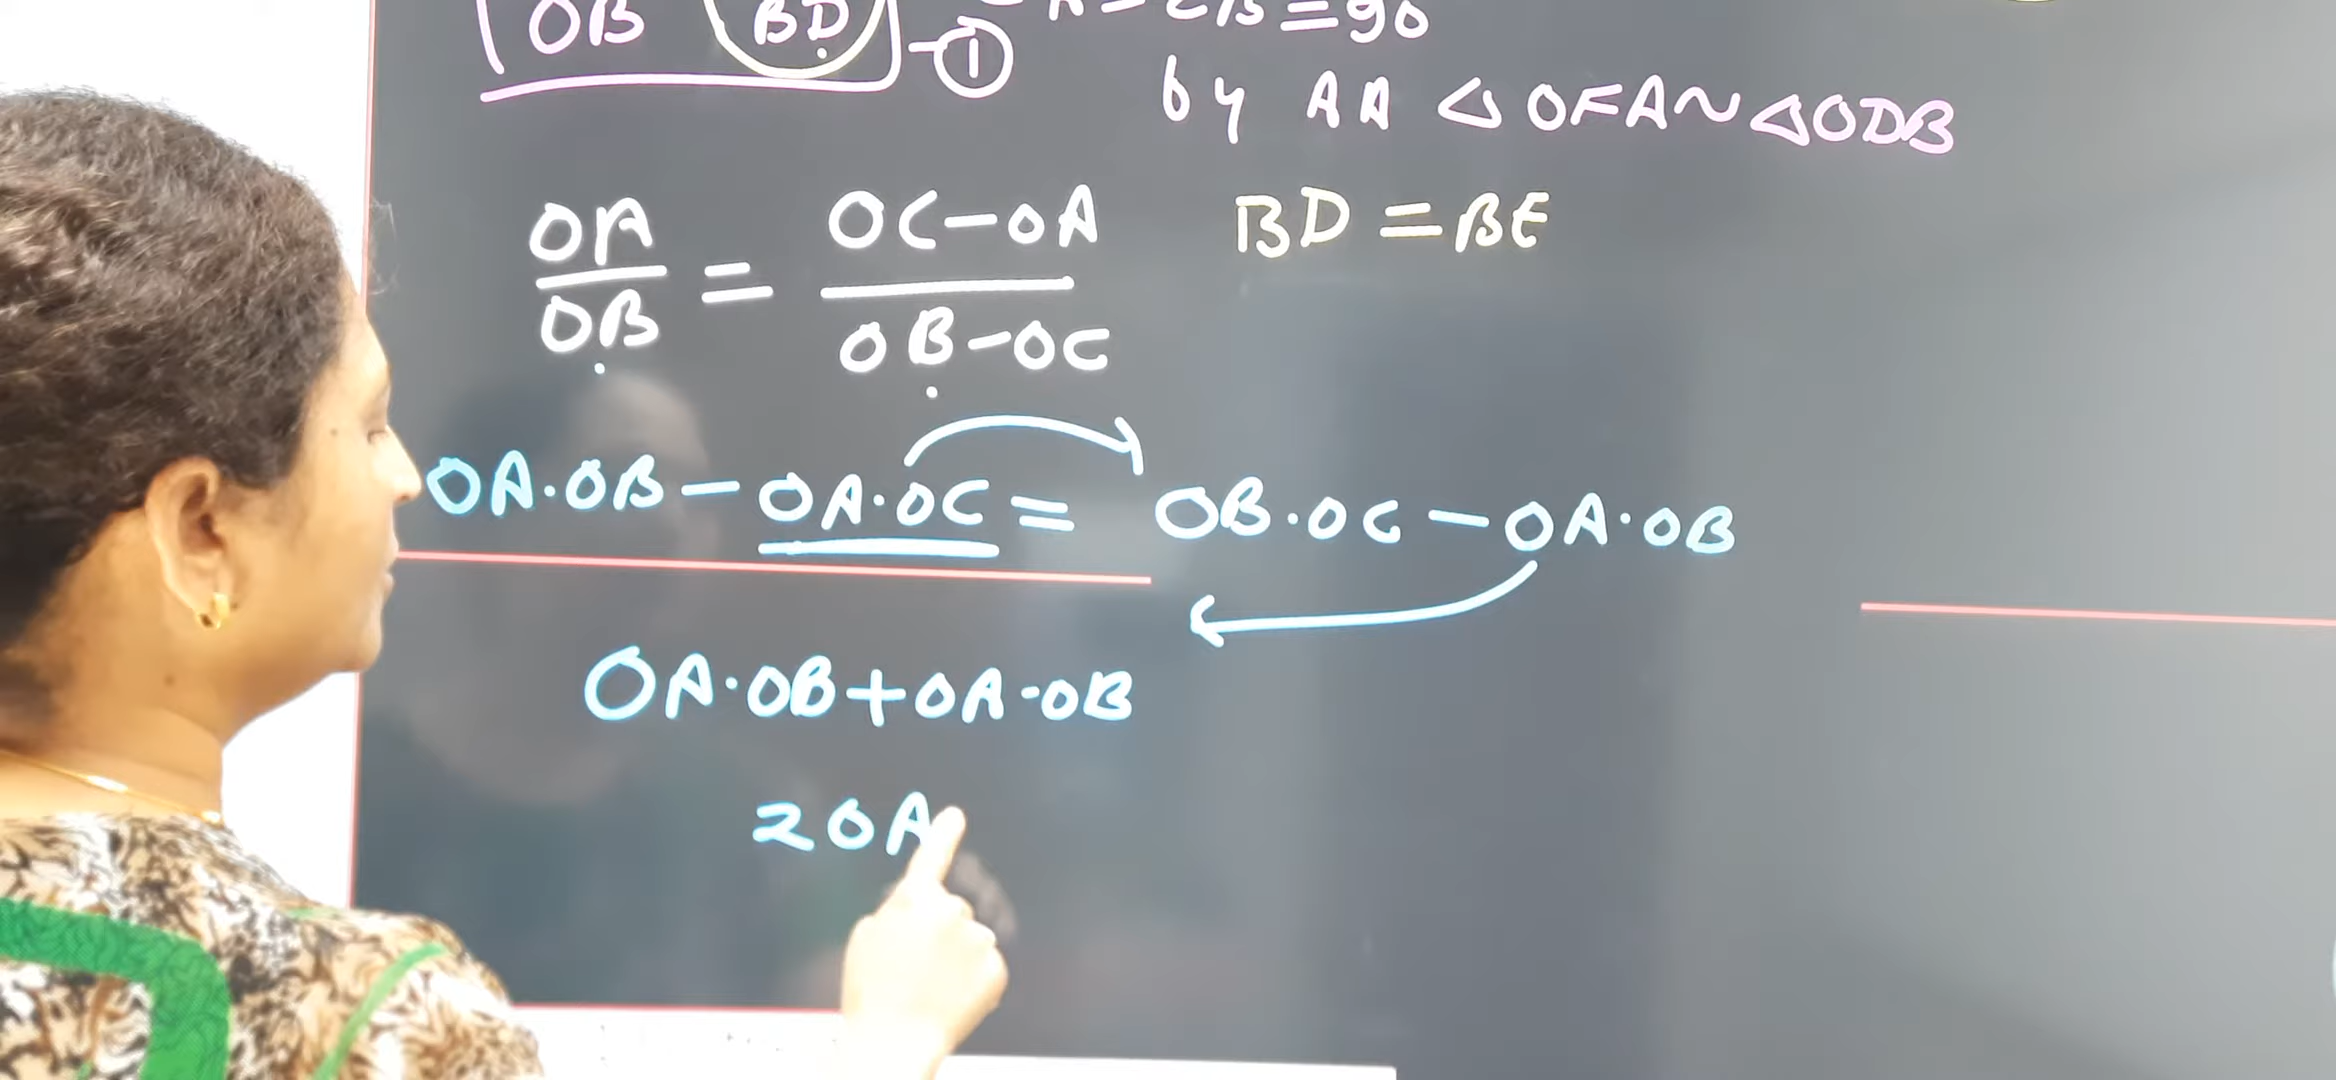 OB BD -①
A = ∠B = 90
by AA △OFA ~ △ODB
OA/OB = (OC-OA)/(OB-OC) BD = BE
OA·OB - OA·OC = OB·OC - OA·OB
OA·OB + OA·OB
2OA